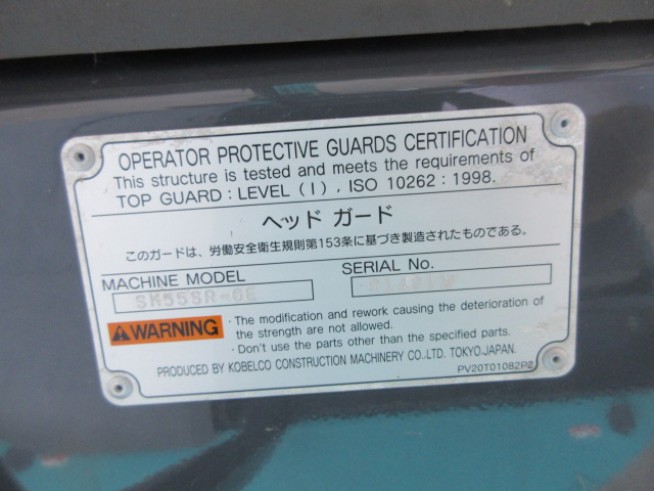 OPERATOR PROTECTIVE GUARDS CERTIFICATION
This structure is tested and meets the requirements of
TOP GUARD : LEVEL (I) , ISO 10262 : 1998.
ヘッド ガード
このガードは、労働安全衛生規則第153条に基づき製造されたものである。
MACHINE MODEL
SERIAL No.
WARNING
· The modification and rework causing the deterioration of
the strength are not allowed.
· Don't use the parts other than the specified parts.
PRODUCED BY KOBELCO CONSTRUCTION MACHINERY CO.,LTD. TOKYO.JAPAN.
PV20T01082P2